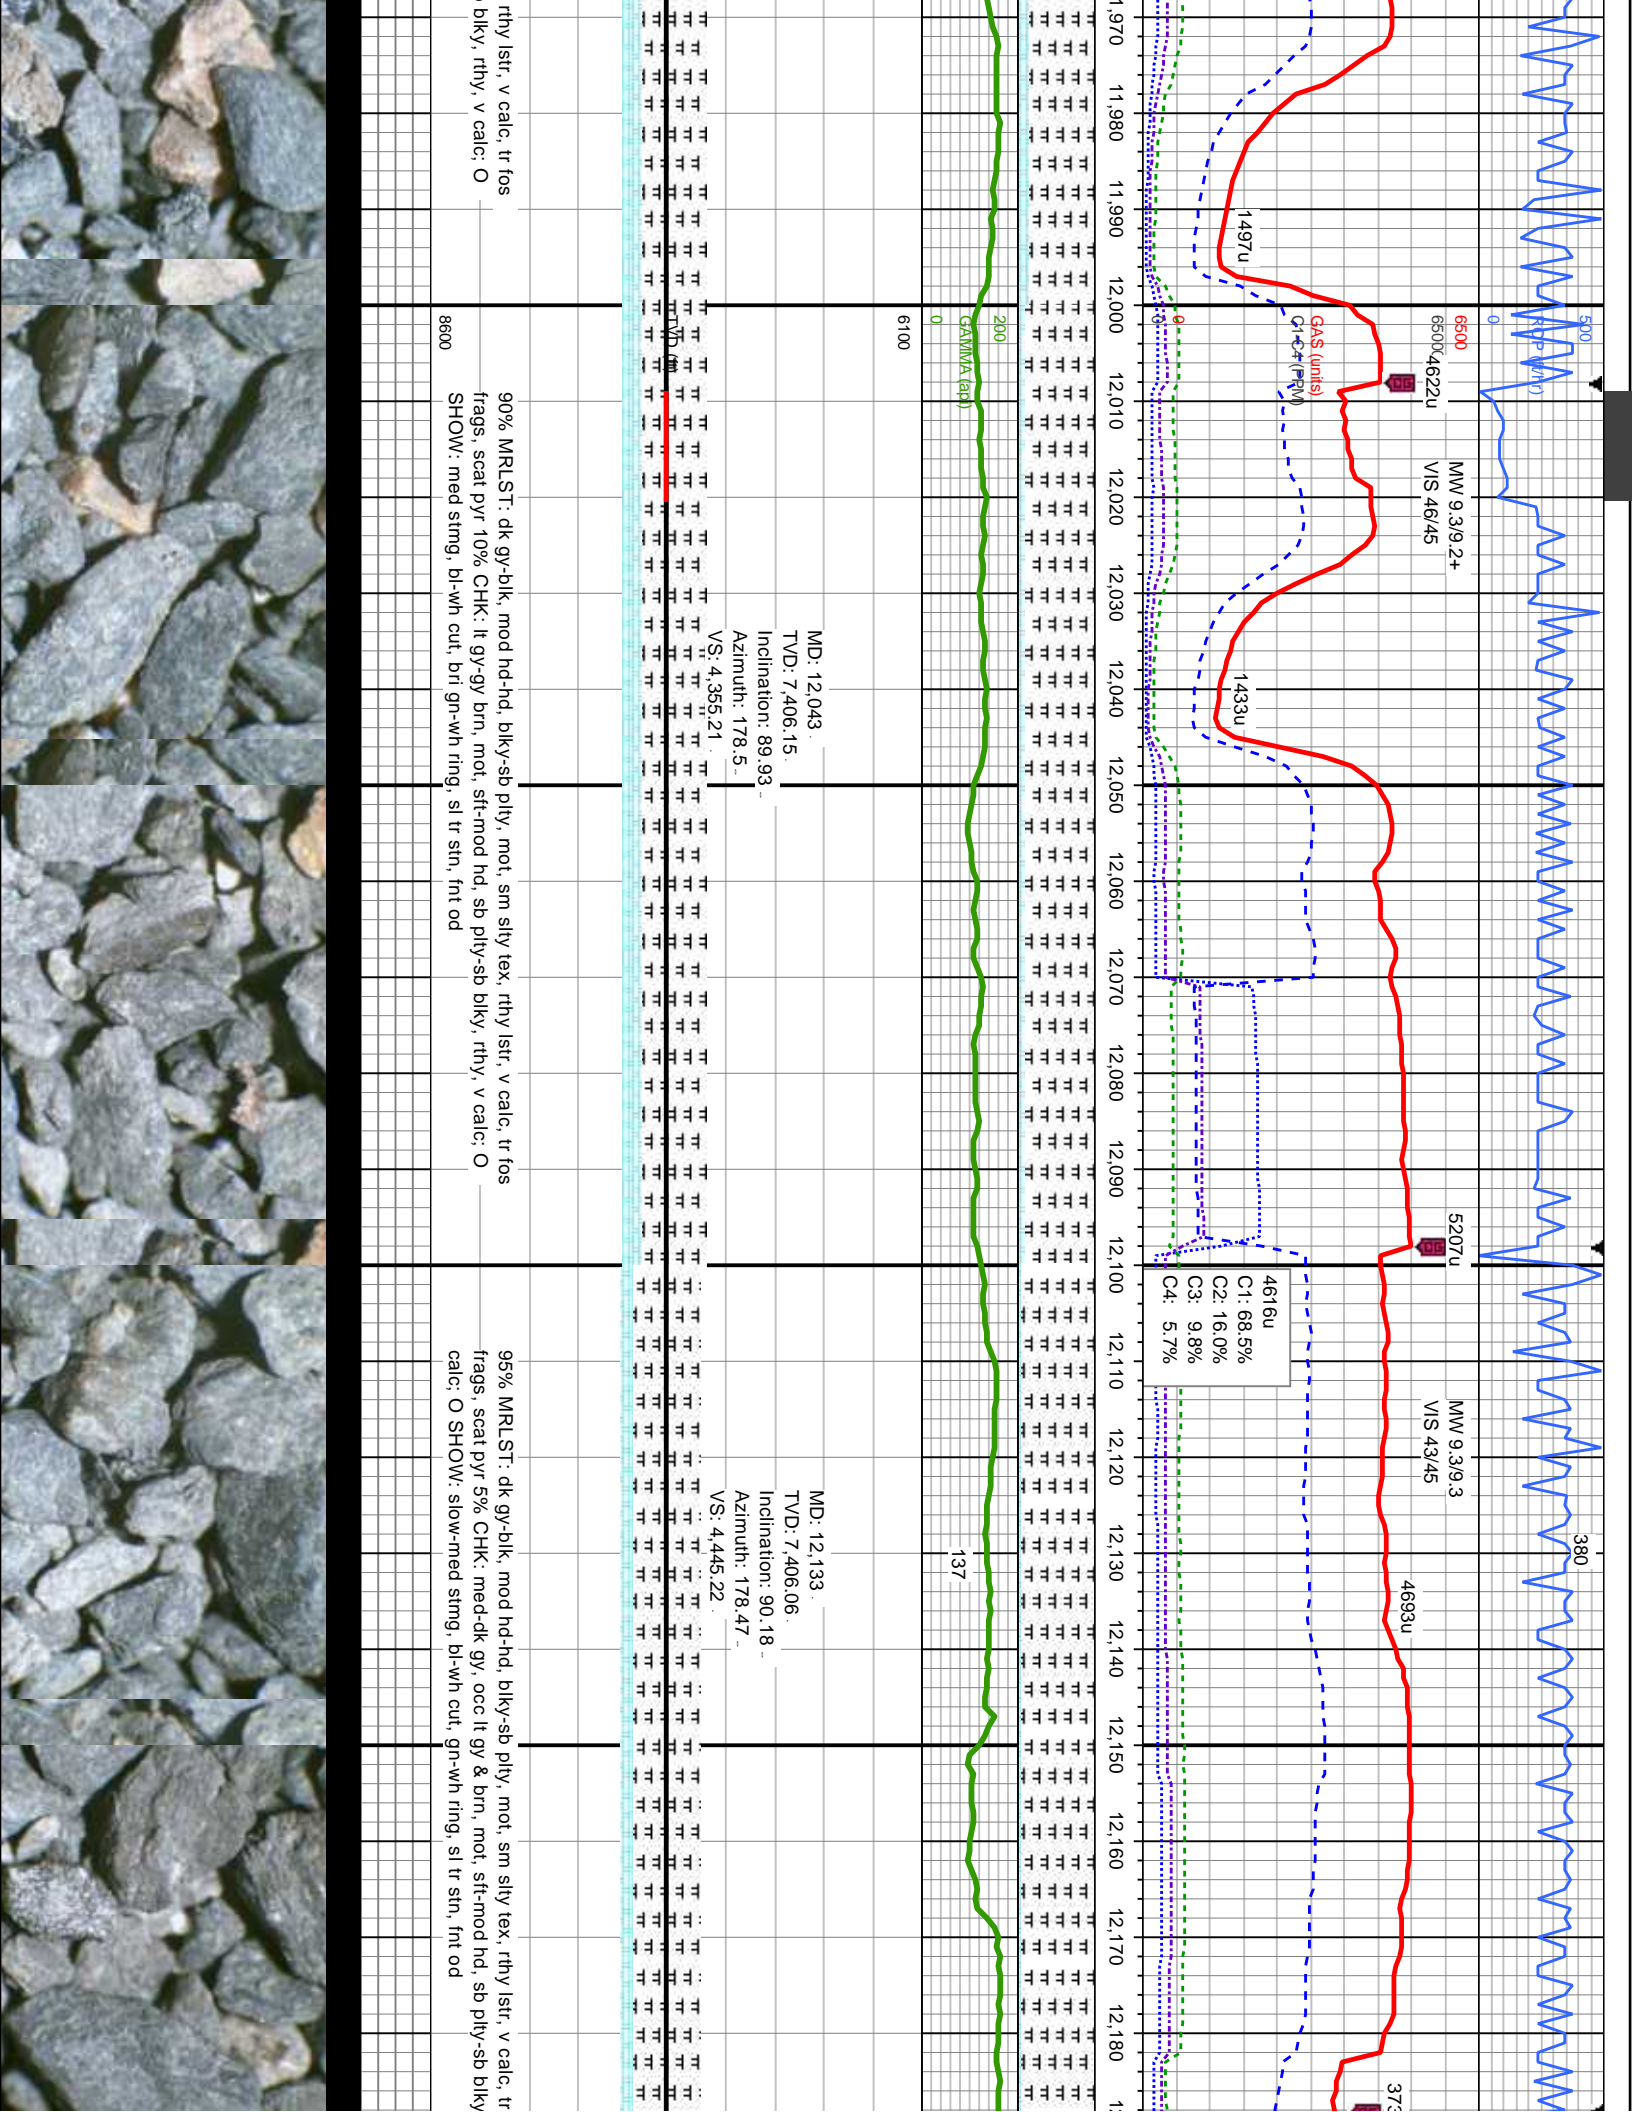 500
ROP (ft/hr)
0
380
6500
6500
4622u
MW 9.3/9.2+
VIS 46/45
5207u
MW 9.3/9.3
VIS 43/45
4693u
GAS (units)
C1-C4 (PPM)
0
0
1497u
1433u
4616u
C1: 68.5%
C2: 16.0%
C3: 9.8%
C4: 5.7%
11,980
11,990
12,000
12,010
12,020
12,030
12,040
12,050
12,060
12,070
12,080
12,090
12,100
12,110
12,120
12,130
12,140
12,150
12,160
12,170
12,180
200
GAMMA (api)
0
137
6100
TVD (ft)
8600
MD: 12,043
TVD: 7,406.15
Inclination: 89.93
Azimuth: 178.5
VS: 4,355.21
MD: 12,133
TVD: 7,406.06
Inclination: 90.18
Azimuth: 178.47
VS: 4,445.22
rthy lstr, v calc, tr fos
blky, rthy, v calc; O
90% MRLST: dk gy-blk, mod hd-hd, blky-sb plty, mot, sm slty tex, rthy lstr, v calc, tr fos
frags, scat pyr 10% CHK: lt gy-gy brn, mot, sft-mod hd, sb plty-sb blky, rthy, v calc; O
SHOW: med stmg, bl-wh cut, bri gn-wh ring, sl tr stn, fnt od
95% MRLST: dk gy-blk, mod hd-hd, blky-sb plty, mot, sm slty tex, rthy lstr, v calc, tr
frags, scat pyr 5% CHK: med-dk gy, occ lt gy & brn, mot, sft-mod hd, sb plty-sb blky
calc; O SHOW: slow-med stmg, bl-wh cut, gn-wh ring, sl tr stn, fnt od